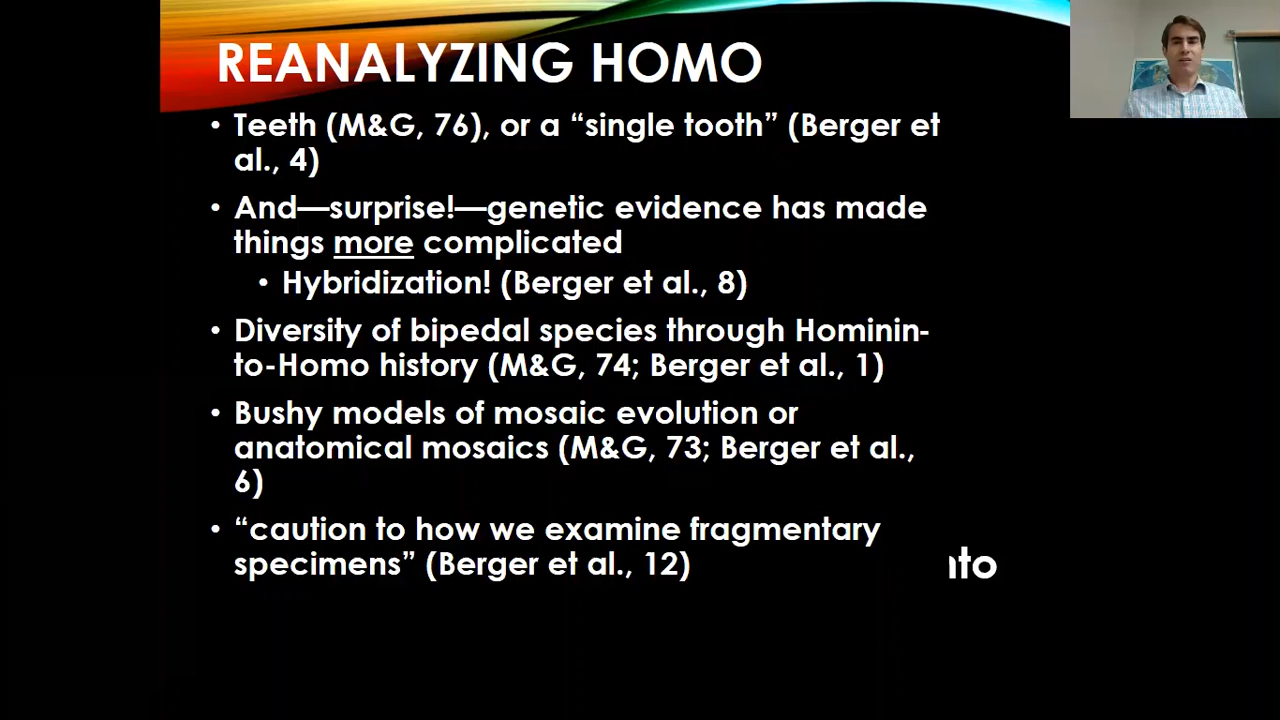 REANALYZING HOMO
• Teeth (M&G, 76), or a “single tooth” (Berger et
al., 4)
• And—surprise!—genetic evidence has made
things more complicated
• Hybridization! (Berger et al., 8)
• Diversity of bipedal species through Hominin-
to-Homo history (M&G, 74; Berger et al., 1)
• Bushy models of mosaic evolution or
anatomical mosaics (M&G, 73; Berger et al.,
6)
• “caution to how we examine fragmentary
specimens” (Berger et al., 12)